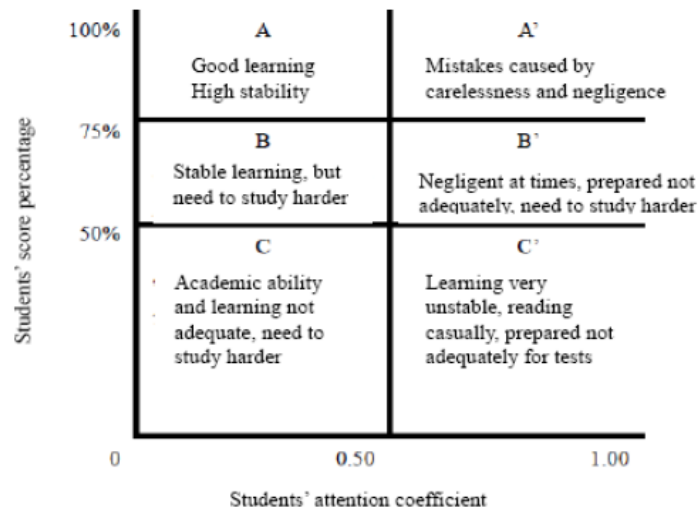 100%
A
Good learning
High stability
A'
Mistakes caused by
carelessness and negligence
75%
B
Stable learning, but
need to study harder
B'
Negligent at times, prepared not
adequately, need to study harder
50%
C
Academic ability
and learning not
adequate, need to
study harder
C'
Learning very
unstable, reading
casually, prepared not
adequately for tests
Students' score percentage
0
0.50
1.00
Students' attention coefficient